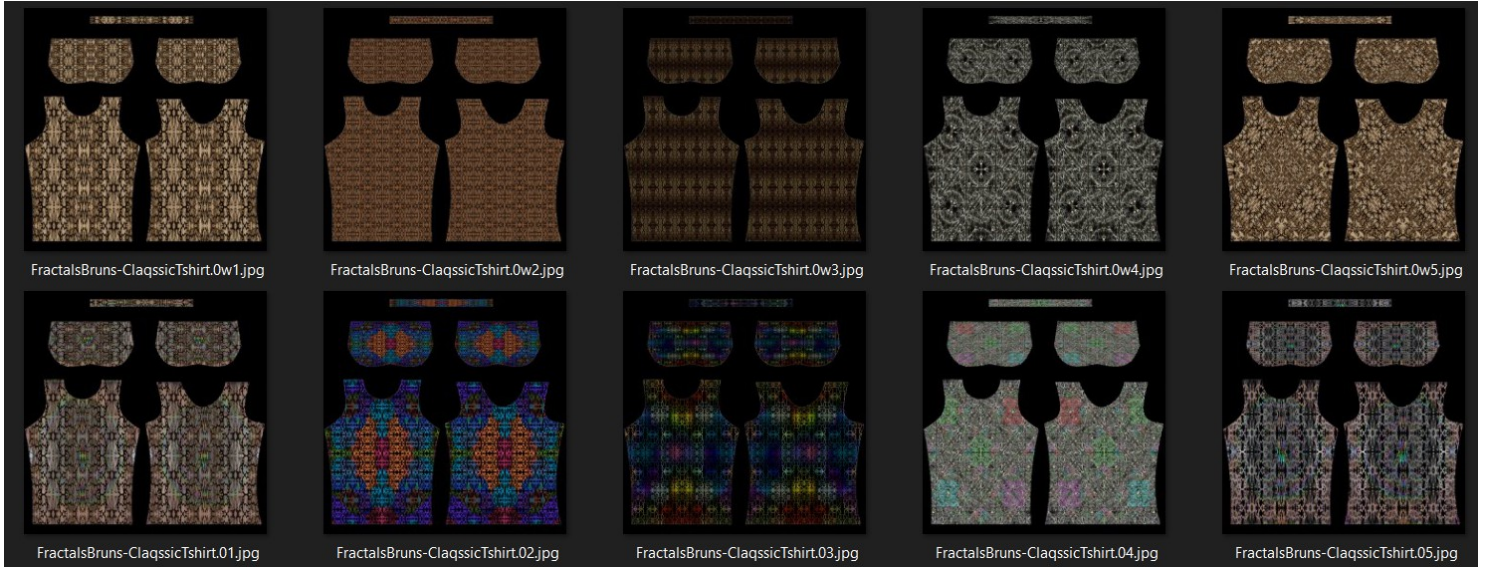 FractalsBruns-ClaqssicTshirt.0w1.jpg
FractalsBruns-ClaqssicTshirt.0w2.jpg
FractalsBruns-ClaqssicTshirt.0w3.jpg
FractalsBruns-ClaqssicTshirt.0w4.jpg
FractalsBruns-ClaqssicTshirt.0w5.jpg
FractalsBruns-ClaqssicTshirt.01.jpg
FractalsBruns-ClaqssicTshirt.02.jpg
FractalsBruns-ClaqssicTshirt.03.jpg
FractalsBruns-ClaqssicTshirt.04.jpg
FractalsBruns-ClaqssicTshirt.05.jpg